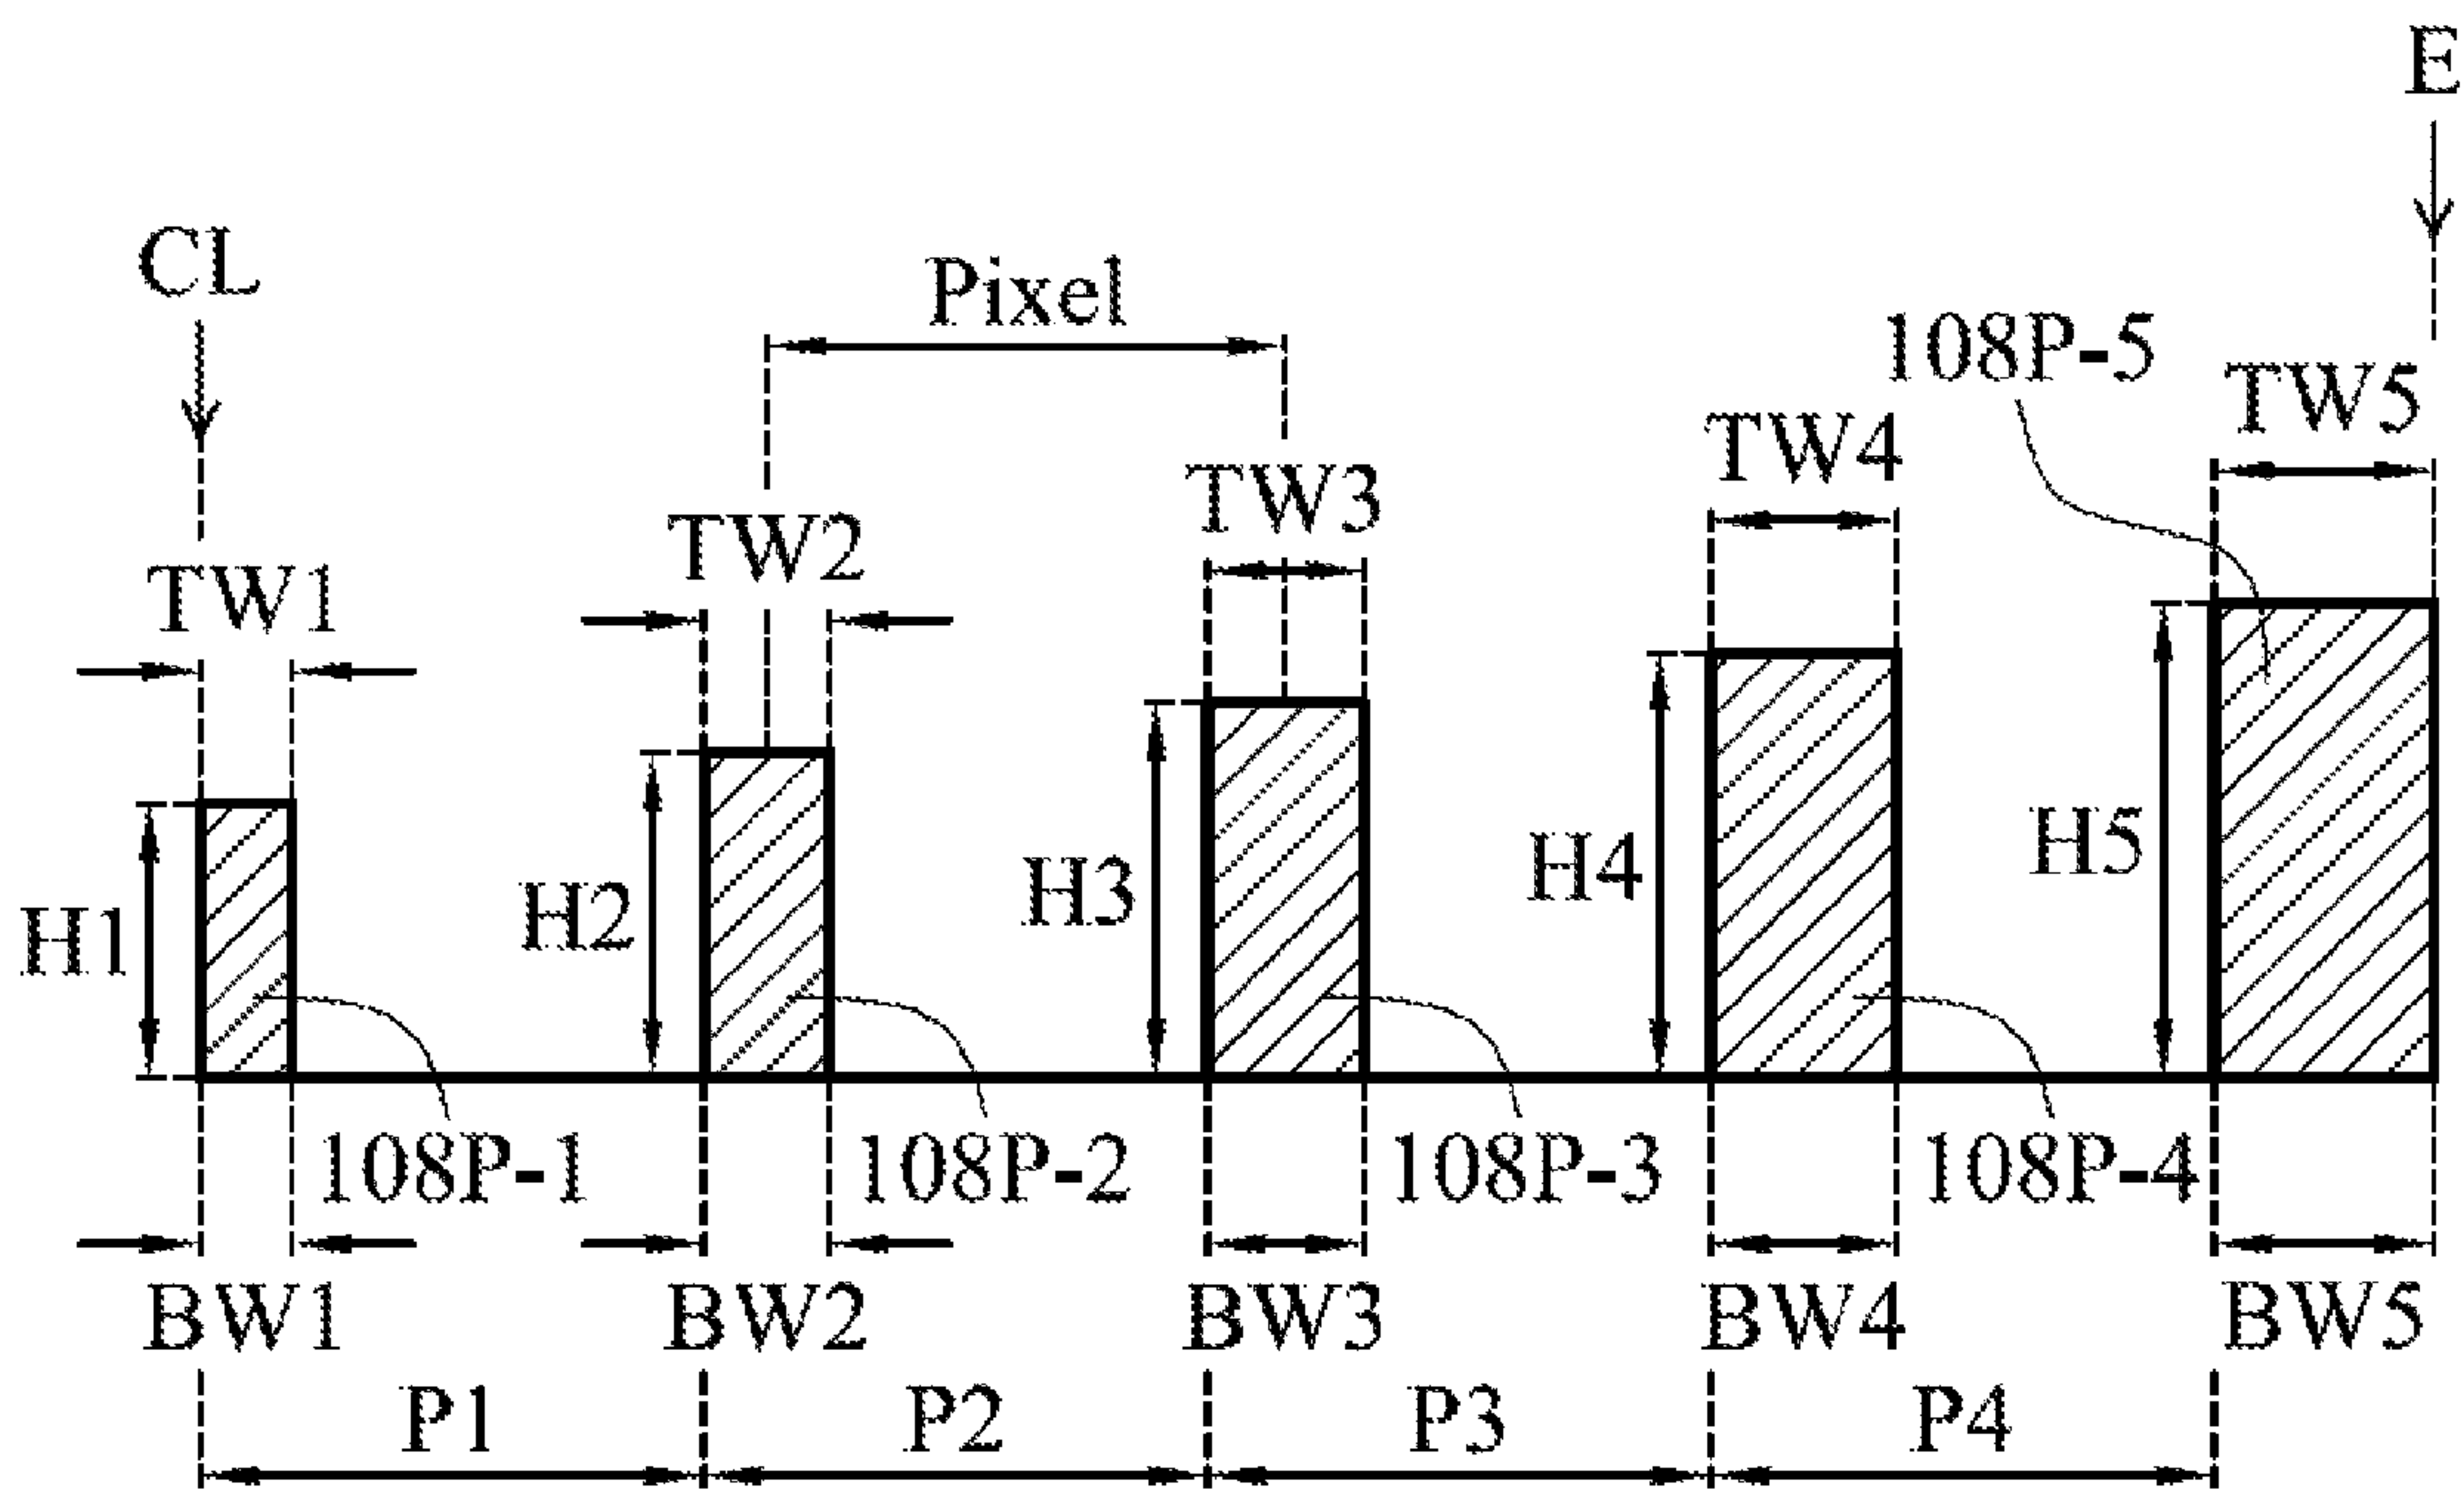 E
CL
Pixel
108P-5
TW5
TW4
TW3
TW2
TW1
H1
H2
H3
H4
H5
108P-1
108P-2
108P-3
108P-4
BW1
BW2
BW3
BW4
BW5
P1
P2
P3
P4